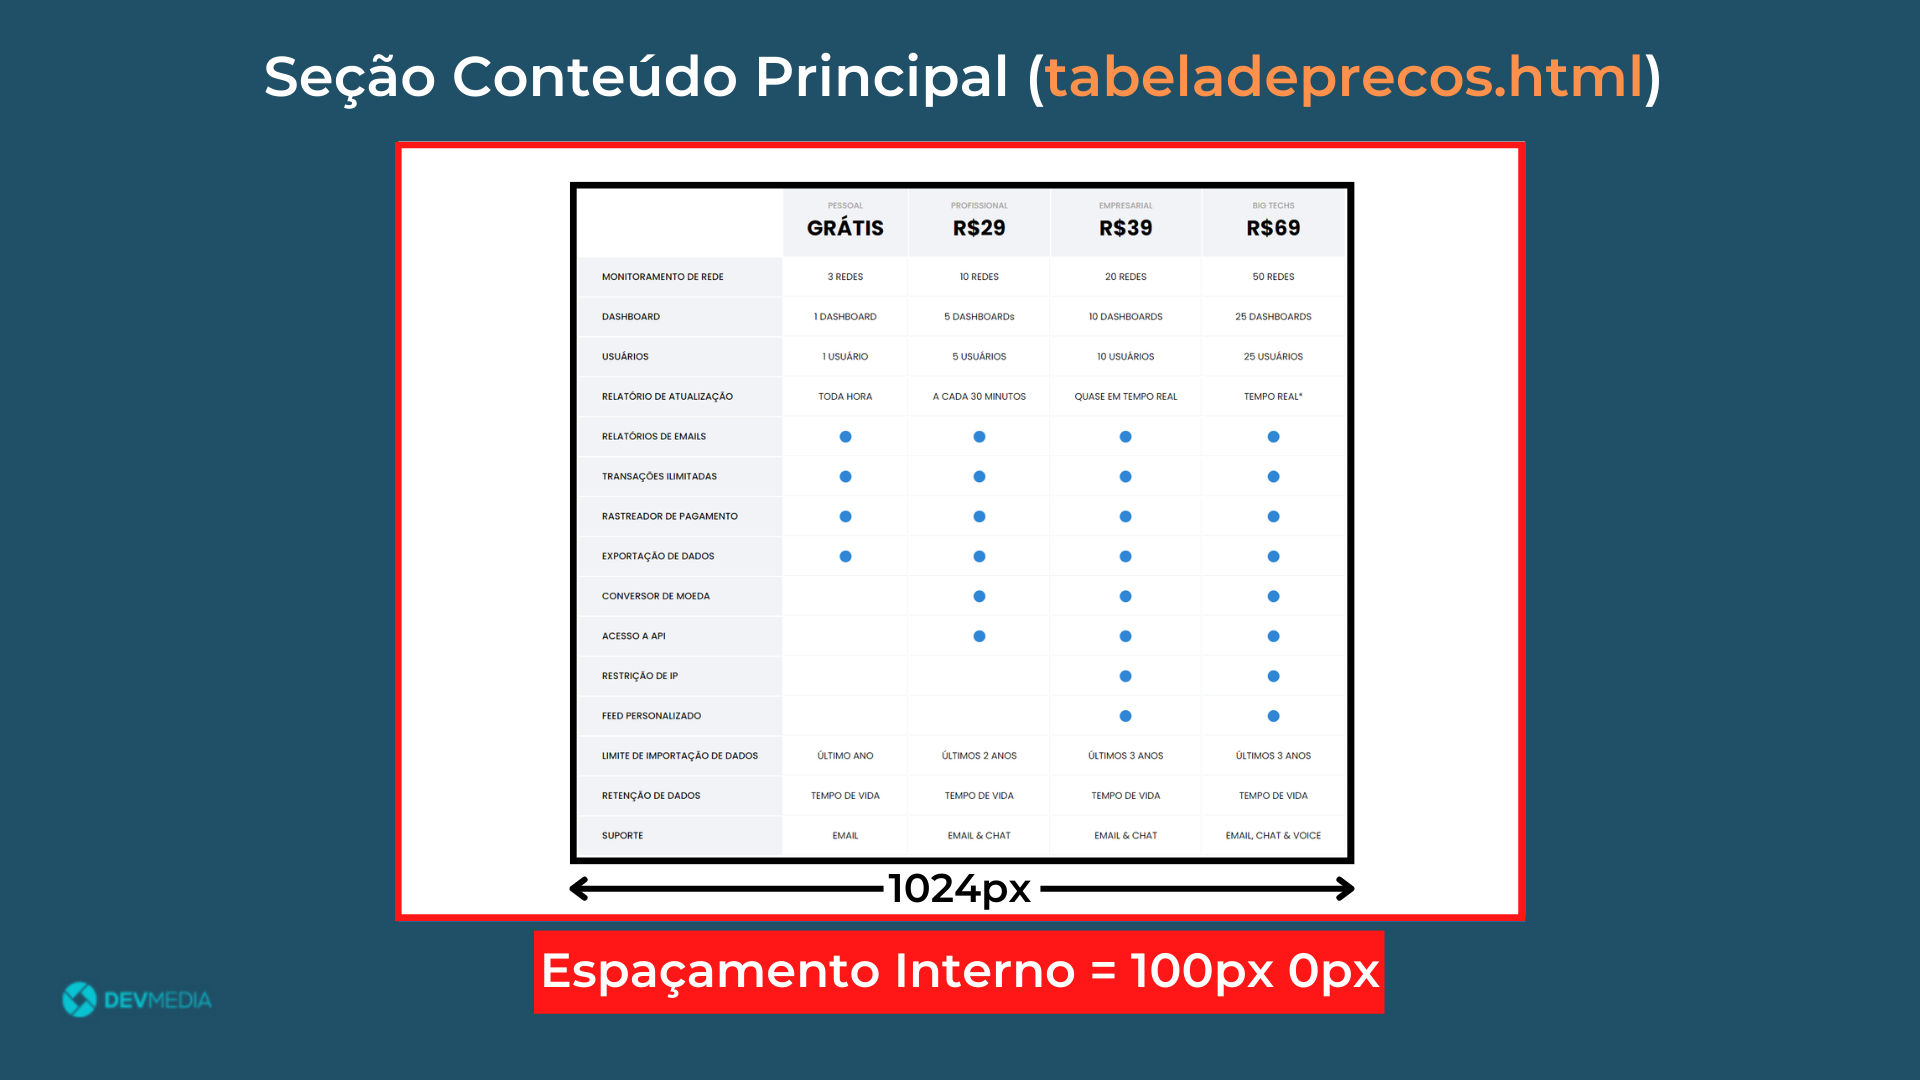 Seção Conteúdo Principal (tabeladeprecos.html)
PESSOAL PROFISSIONAL EMPRESARIAL BIG TECHS
GRÁTIS R$29 R$39 R$69
MONITORAMENTO DE REDE 3 REDES 10 REDES 20 REDES 50 REDES
DASHBOARD 1 DASHBOARD 5 DASHBOARDs 10 DASHBOARDS 25 DASHBOARDS
USUÁRIOS 1 USUÁRIO 5 USUÁRIOS 10 USUÁRIOS 25 USUÁRIOS
RELATÓRIO DE ATUALIZAÇÃO TODA HORA A CADA 30 MINUTOS QUASE EM TEMPO REAL TEMPO REAL*
RELATÓRIOS DE EMAILS
TRANSAÇÕES ILIMITADAS
RASTREADOR DE PAGAMENTO
EXPORTAÇÃO DE DADOS
CONVERSOR DE MOEDA
ACESSO A API
RESTRIÇÃO DE IP
FEED PERSONALIZADO
LIMITE DE IMPORTAÇÃO DE DADOS ÚLTIMO ANO ÚLTIMOS 2 ANOS ÚLTIMOS 3 ANOS ÚLTIMOS 3 ANOS
RETENÇÃO DE DADOS TEMPO DE VIDA TEMPO DE VIDA TEMPO DE VIDA TEMPO DE VIDA
SUPORTE EMAIL EMAIL & CHAT EMAIL & CHAT EMAIL, CHAT & VOICE
1024px
Espaçamento Interno = 100px 0px
DEVMEDIA